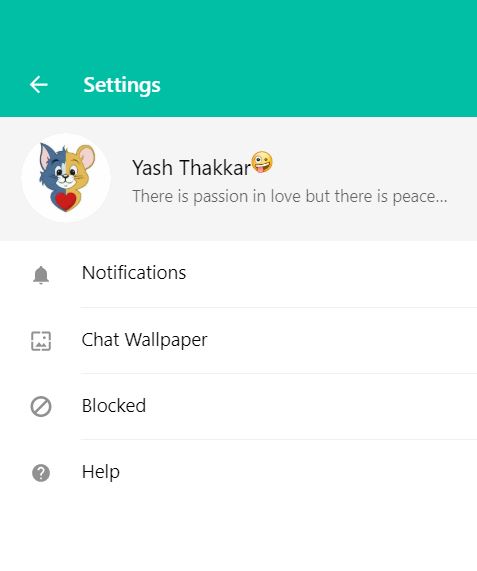 Settings
Yash Thakkar🤪
There is passion in love but there is peace...
Notifications
Chat Wallpaper
Blocked
Help